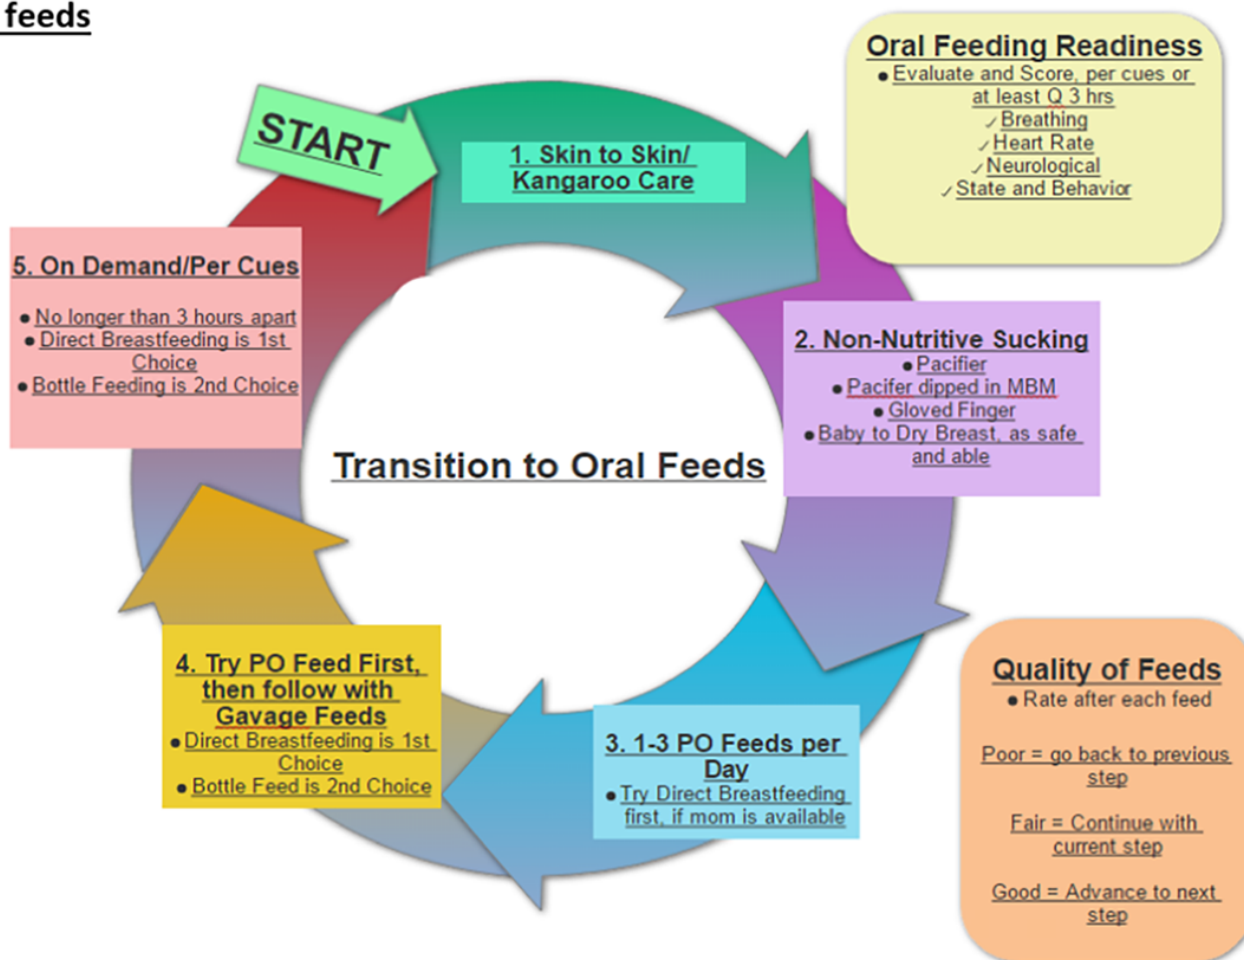 feeds
START
1. Skin to Skin/
Kangaroo Care
Oral Feeding Readiness
● Evaluate and Score, per cues or
at least Q 3 hrs
✓ Breathing
✓ Heart Rate
✓ Neurological
✓ State and Behavior
2. Non-Nutritive Sucking
● Pacifier
● Pacifer dipped in MBM
● Gloved Finger
● Baby to Dry Breast, as safe
and able
Transition to Oral Feeds
5. On Demand/Per Cues
● No longer than 3 hours apart
● Direct Breastfeeding is 1st
Choice
● Bottle Feeding is 2nd Choice
4. Try PO Feed First,
then follow with
Gavage Feeds
● Direct Breastfeeding is 1st
Choice
● Bottle Feed is 2nd Choice
3. 1-3 PO Feeds per
Day
● Try Direct Breastfeeding
first, if mom is available
Quality of Feeds
● Rate after each feed
Poor = go back to previous
step
Fair = Continue with
current step
Good = Advance to next
step